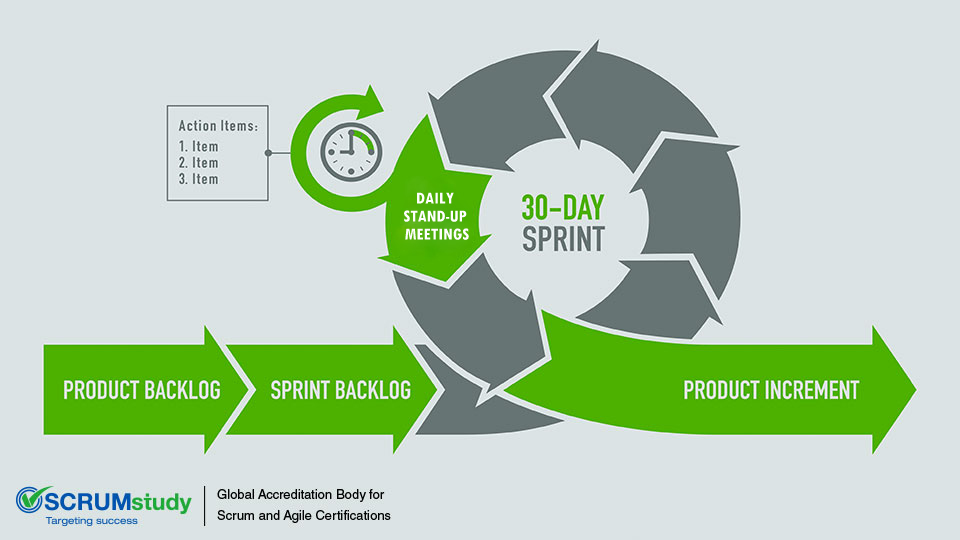 Action Items:
1. Item
2. Item
3. Item
DAILY
STAND-UP
MEETINGS
30-DAY
SPRINT
PRODUCT BACKLOG
SPRINT BACKLOG
PRODUCT INCREMENT
SCRUMstudy
Targeting success
Global Accreditation Body for
Scrum and Agile Certifications